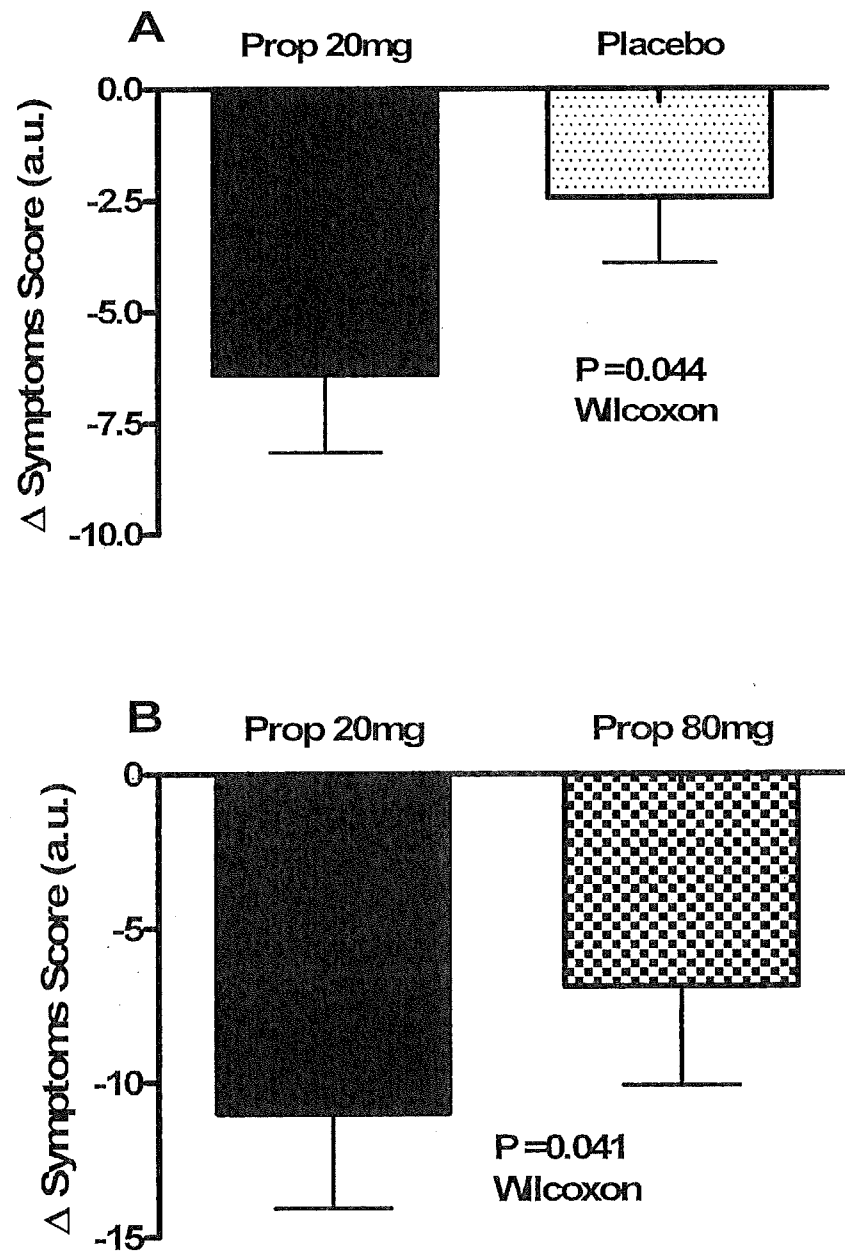 A
Prop 20mg
Placebo
0.0
-2.5
-5.0
-7.5
-10.0
Δ Symptoms Score (a.u.)
P=0.044
Wilcoxon
B
Prop 20mg
Prop 80mg
0
-5
-10
-15
Δ Symptoms Score (a.u.)
P=0.041
Wilcoxon